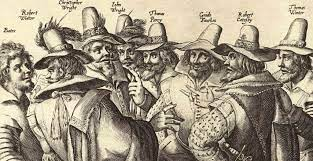 Bates
Robert
Winter
Christopher
Wright
John
Wright
Thomas
Percy
Guido
Fawkes
Robert
Catesby
Thomas
Winter